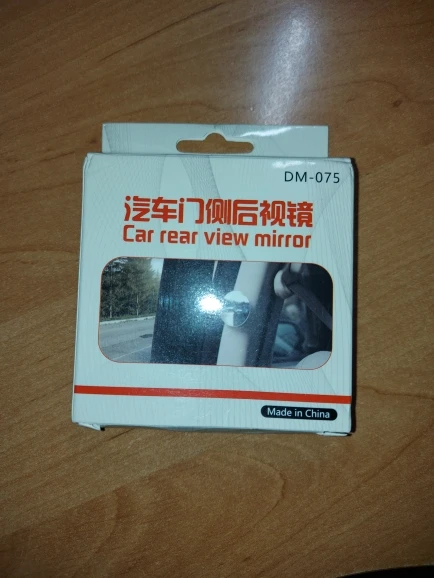 DM-075
汽车门侧后视镜
Car rear view mirror
Made in China